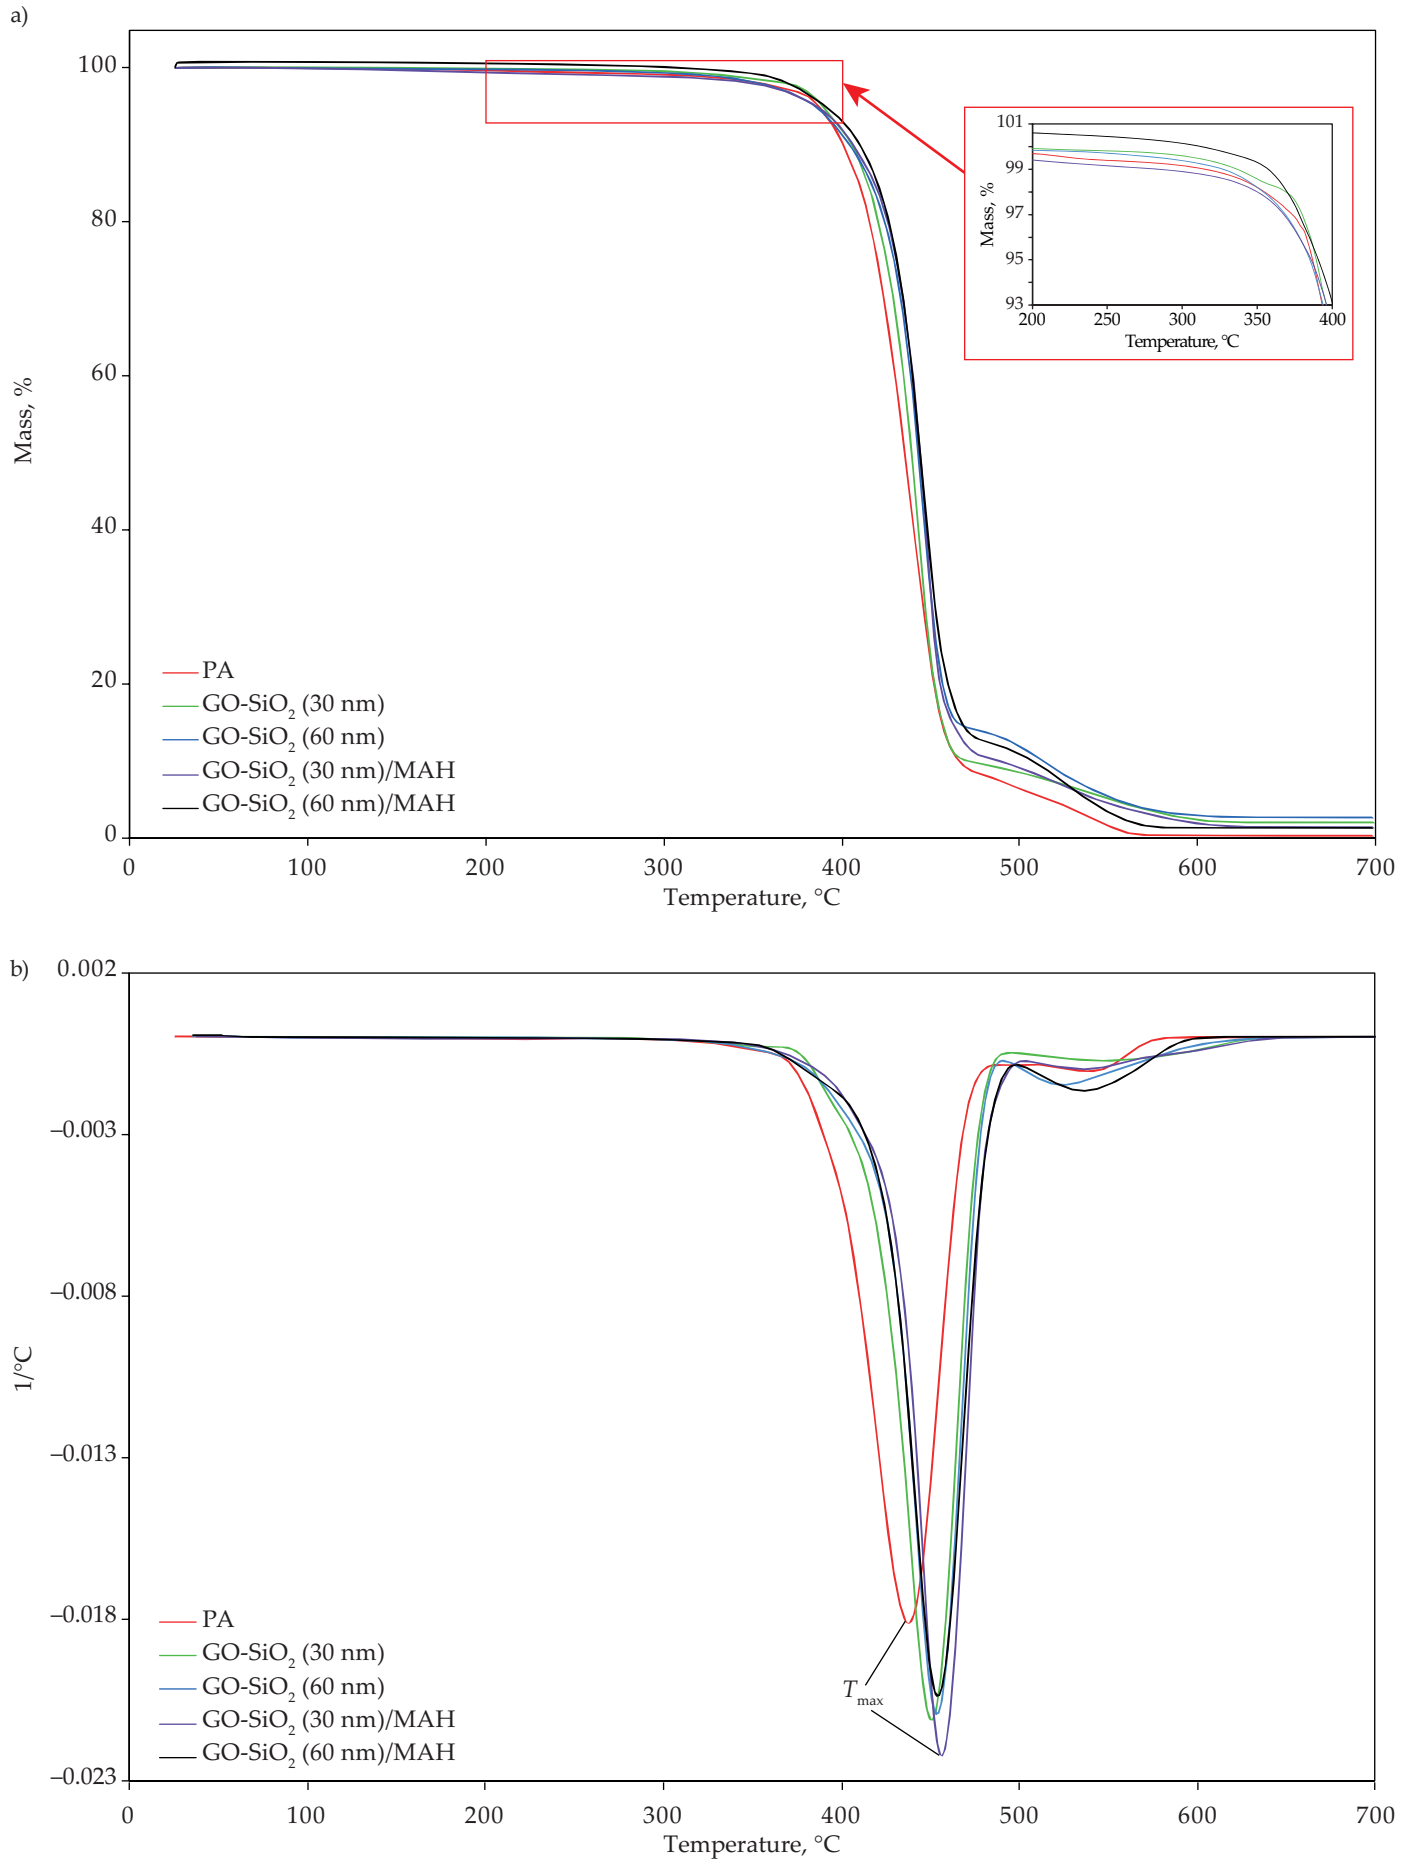 a)
100
80
60
40
20
0
Mass, %
101
99
97
95
93
Mass, %
200 250 300 350 400
Temperature, °C
PA
GO-SiO2 (30 nm)
GO-SiO2 (60 nm)
GO-SiO2 (30 nm)/MAH
GO-SiO2 (60 nm)/MAH
0 100 200 300 400 500 600 700
Temperature, °C
b)
0.002
–0.003
–0.008
–0.013
–0.018
–0.023
1/°C
PA
GO-SiO2 (30 nm)
GO-SiO2 (60 nm)
GO-SiO2 (30 nm)/MAH
GO-SiO2 (60 nm)/MAH
Tmax
0 100 200 300 400 500 600 700
Temperature, °C